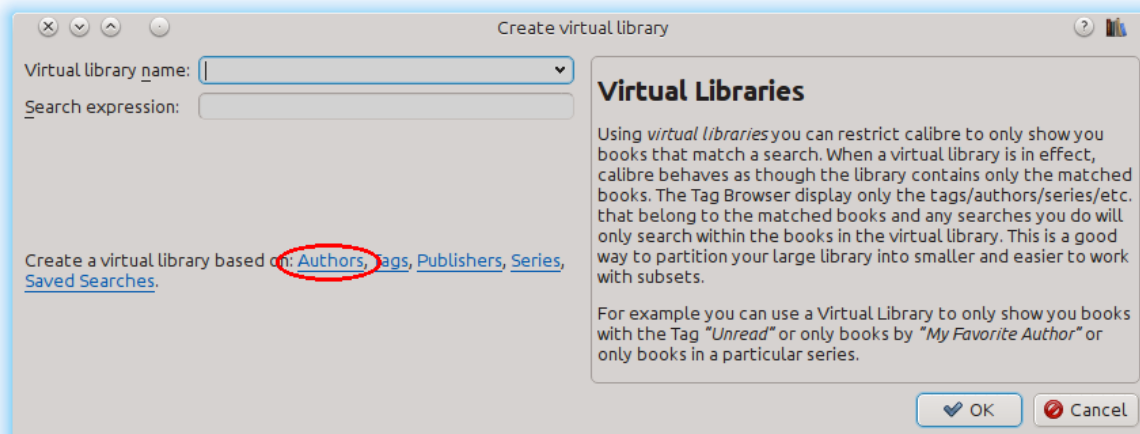 Create virtual library
Virtual library name:
Search expression:
Create a virtual library based on: Authors, Tags, Publishers, Series,
Saved Searches.
Virtual Libraries
Using virtual libraries you can restrict calibre to only show you
books that match a search. When a virtual library is in effect,
calibre behaves as though the library contains only the matched
books. The Tag Browser display only the tags/authors/series/etc.
that belong to the matched books and any searches you do will
only search within the books in the virtual library. This is a good
way to partition your large library into smaller and easier to work
with subsets.
For example you can use a Virtual Library to only show you books
with the Tag "Unread" or only books by "My Favorite Author" or
only books in a particular series.
OK
Cancel